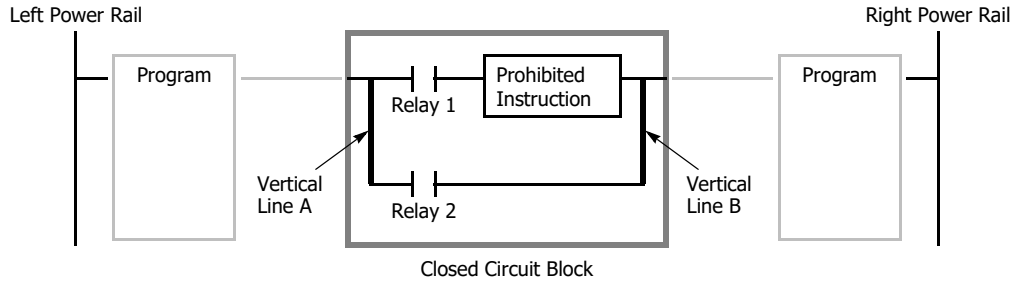 Left Power Rail
Right Power Rail
Program
Prohibited
Instruction
Program
Relay 1
Vertical
Line A
Vertical
Line B
Relay 2
Closed Circuit Block